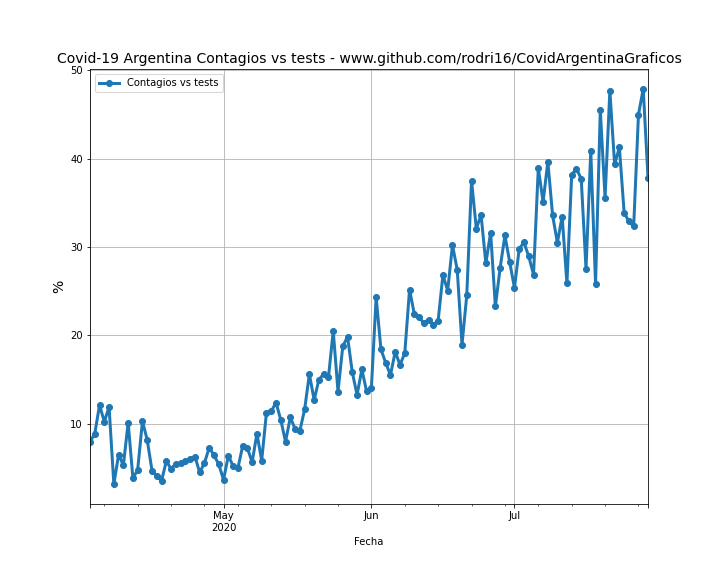 Covid-19 Argentina Contagios vs tests - www.github.com/rodri16/CovidArgentinaGraficos
50
Contagios vs tests
40
30
%
20
10
May
2020
Jun
Jul
Fecha